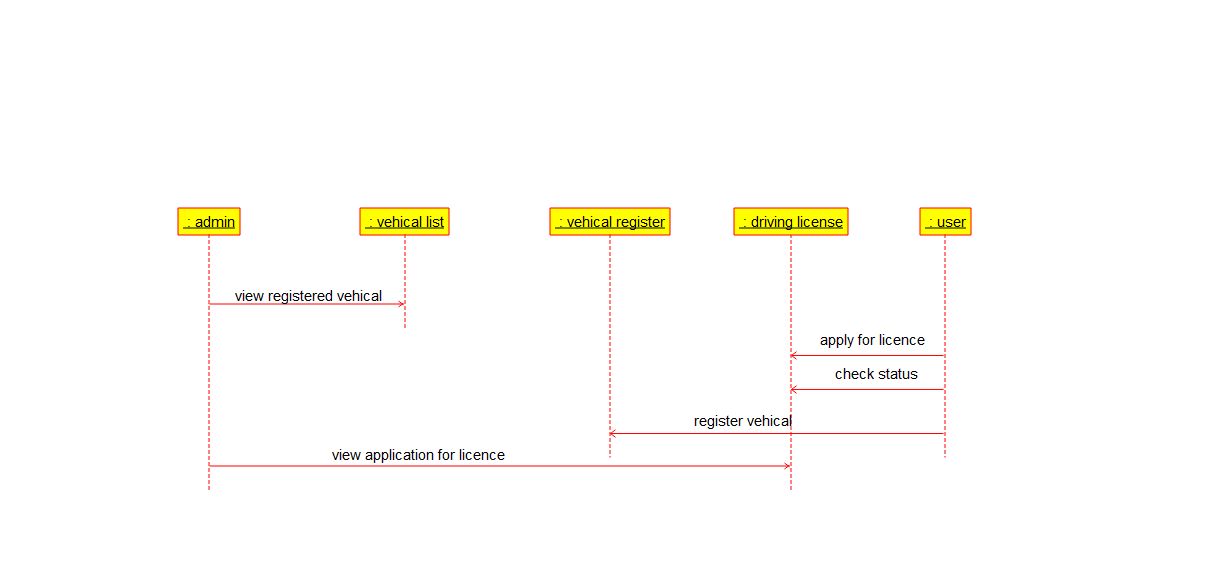 : admin
: vehical list
: vehical register
: driving license
: user
view registered vehical
apply for licence
check status
register vehical
view application for licence